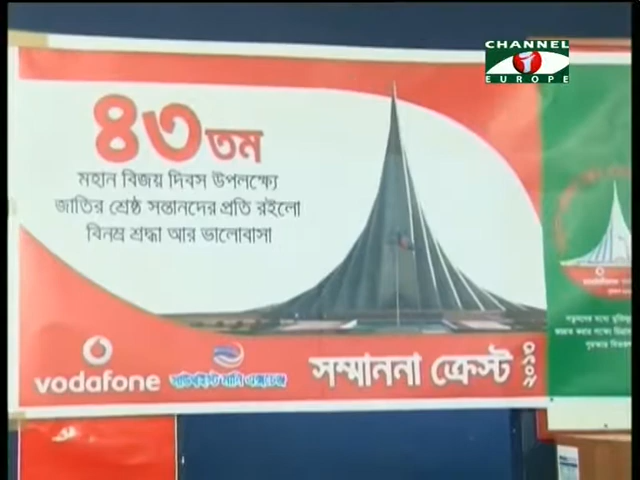 CHANNEL
i
EUROPE
৪৩তম
মহান বিজয় দিবস উপলক্ষ্যে
জাতির শ্রেষ্ঠ সন্তানদের প্রতি রইলো
বিনম্র শ্রদ্ধা আর ভালোবাসা
vodafone
সম্মাননা ক্রেস্ট